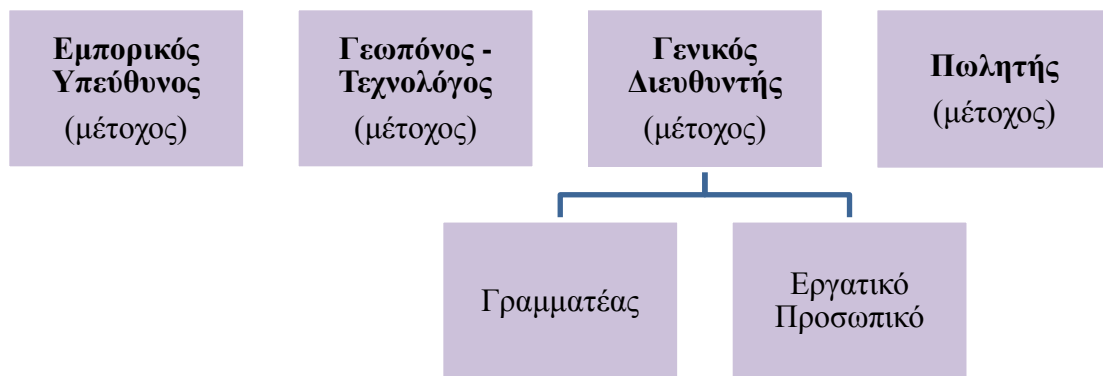 Εμπορικός
Υπεύθυνος
(μέτοχος)
Γεωπόνος -
Τεχνολόγος
(μέτοχος)
Γενικός
Διευθυντής
(μέτοχος)
Πωλητής
(μέτοχος)
Γραμματέας
Εργατικό
Προσωπικό